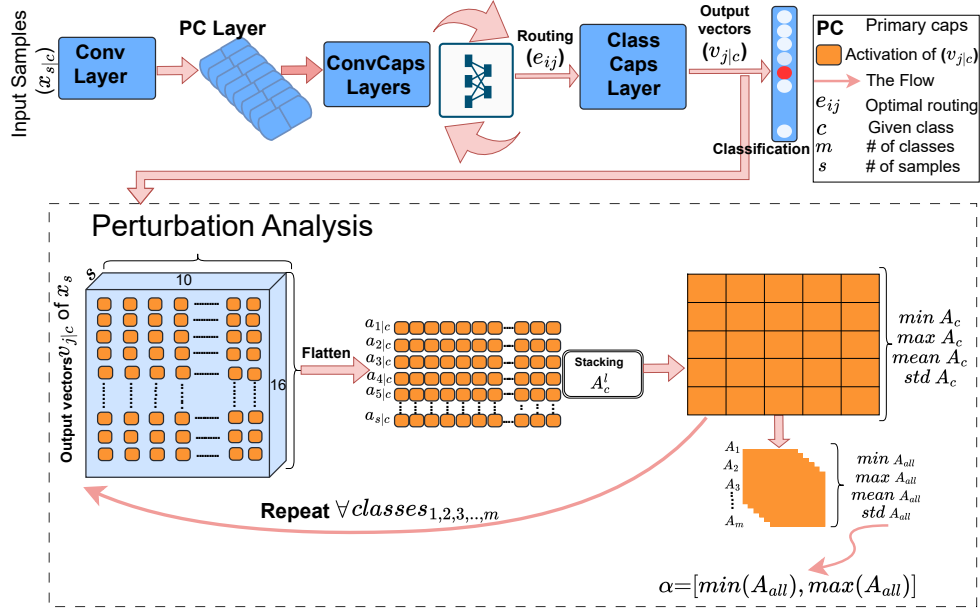 Input Samples
(x_{s|c})
Conv
Layer
PC Layer
ConvCaps
Layers
Routing
(e_{ij})
Class
Caps
Layer
Output
vectors
(v_{j|c})
Classification
PC Primary caps
Activation of (v_{j|c})
The Flow
e_{ij} Optimal routing
c Given class
m # of classes
s # of samples
Perturbation Analysis
Output vectors v_{j|c} of x_s
s
10
16
Flatten
a_{1|c}
a_{2|c}
a_{3|c}
a_{4|c}
a_{5|c}
a_{s|c}
Stacking
A_c^l
min A_c
max A_c
mean A_c
std A_c
A_1
A_2
A_3
A_m
min A_{all}
max A_{all}
mean A_{all}
std A_{all}
Repeat ∀classes_{1,2,3,..,m}
α=[min(A_{all}), max(A_{all})]